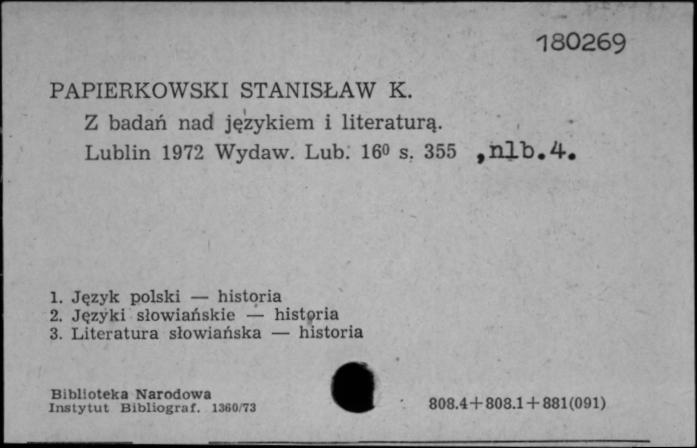 180269
PAPIERKOWSKI STANISŁAW K.
Z badań nad językiem i literaturą.
Lublin 1972 Wydaw. Lub. 16⁰ s. 355 ,nlb.4.
1. Język polski — historia
2. Języki słowiańskie — historia
3. Literatura słowiańska — historia
Biblioteka Narodowa
Instytut Bibliograf. 1360/73
808.4+808.1+881(091)